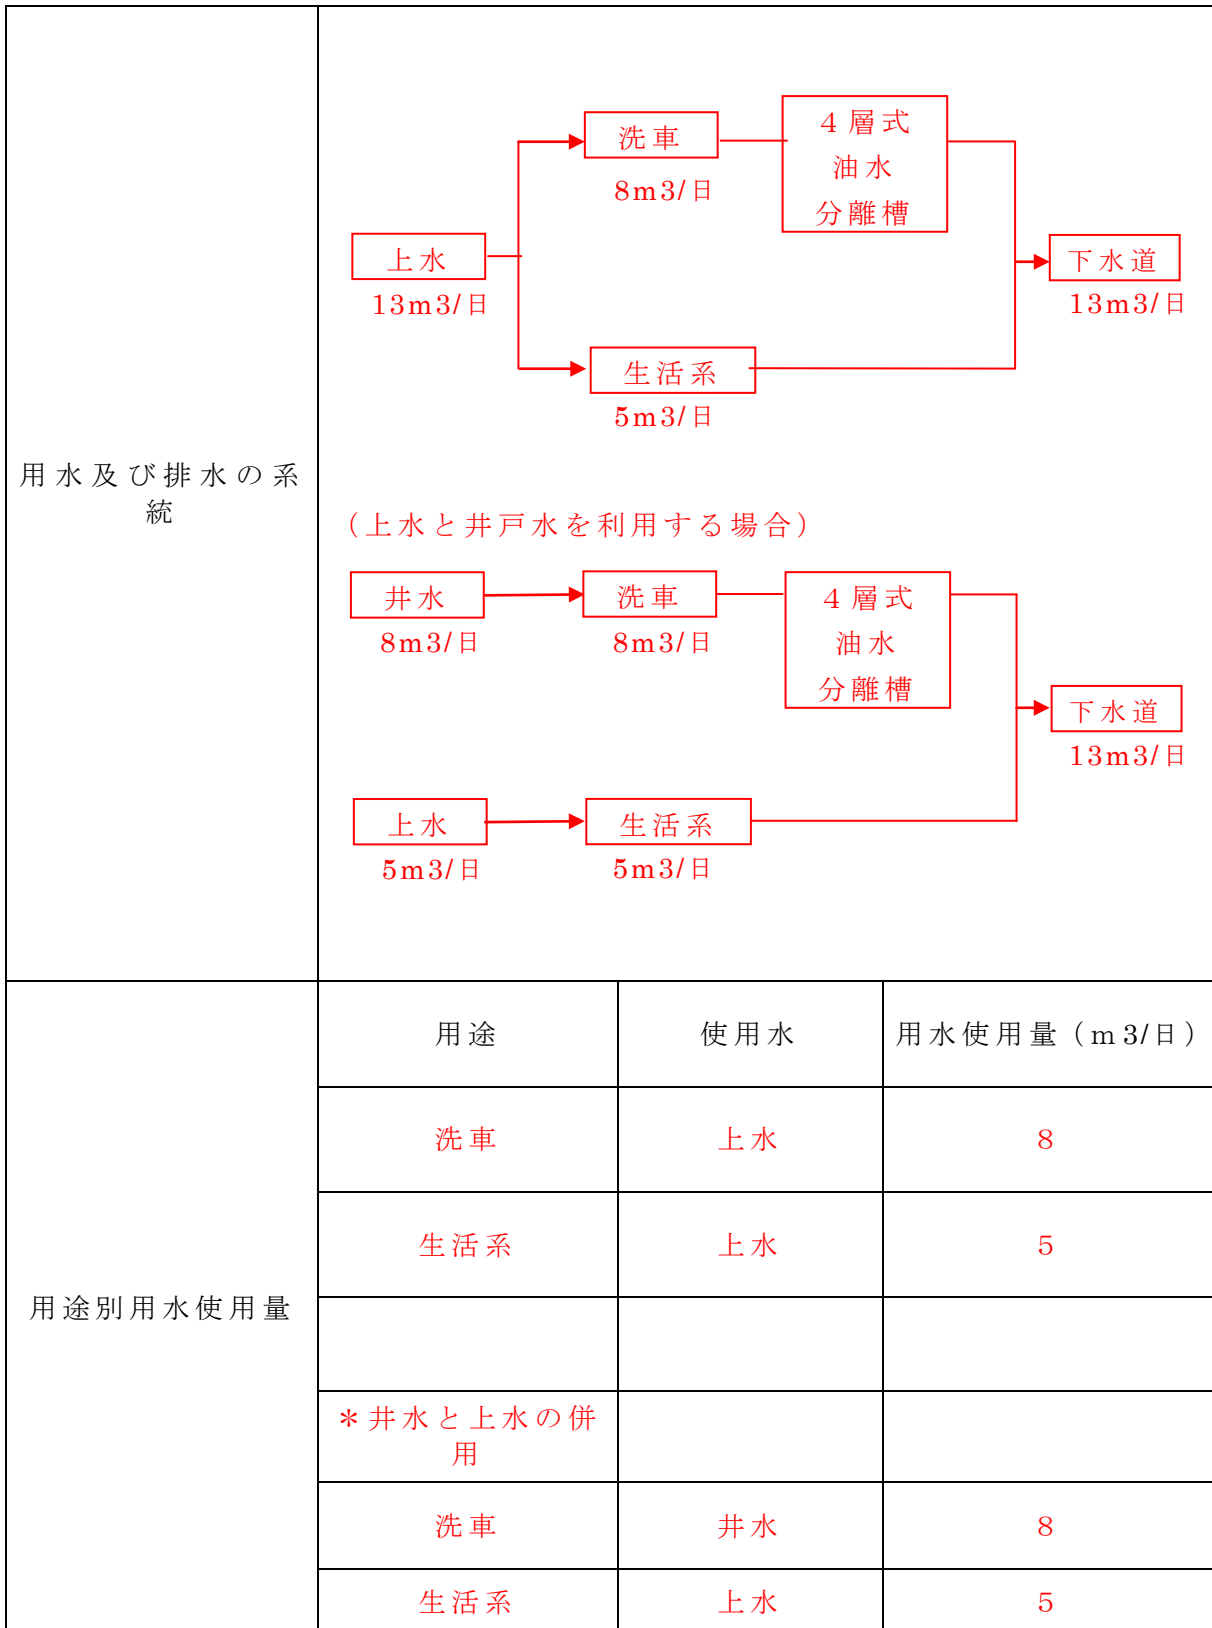 用水及び排水の系
統
洗車
8m3/日
４層式
油水
分離槽
上水
13m3/日
下水道
13m3/日
生活系
5m3/日
（上水と井戸水を利用する場合）
井水
8m3/日
洗車
8m3/日
４層式
油水
分離槽
下水道
13m3/日
上水
5m3/日
生活系
5m3/日
用途別用水使用量
用途 使用水 用水使用量（ｍ3/日）
洗車 上水 8
生活系 上水 5
＊井水と上水の併
用
洗車 井水 8
生活系 上水 5